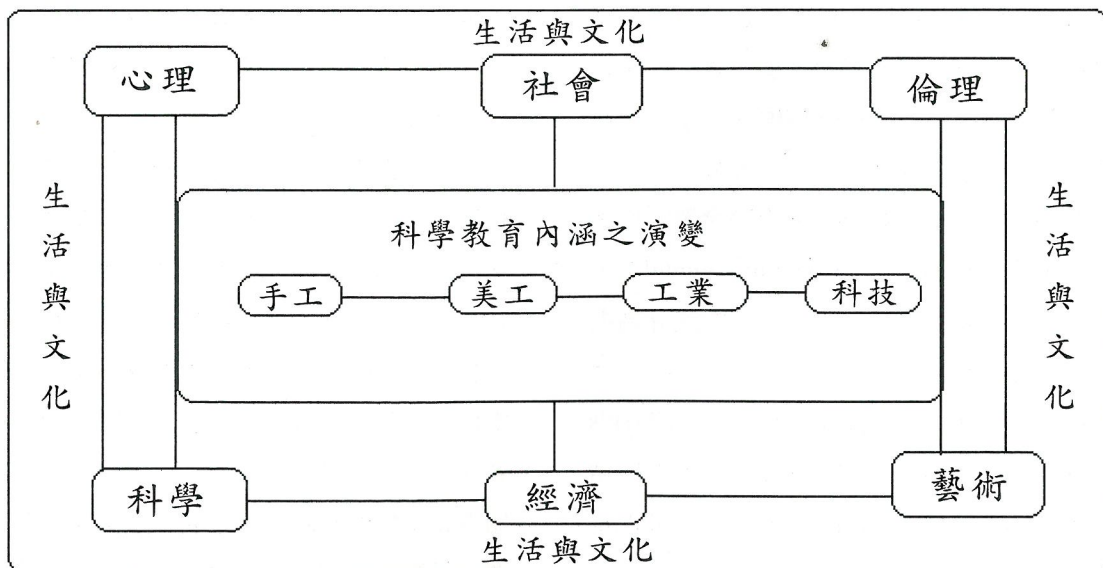 生活與文化
心理
社會
倫理
生活與文化
生活與文化
科學教育內涵之演變
手工
美工
工業
科技
科學
經濟
藝術
生活與文化